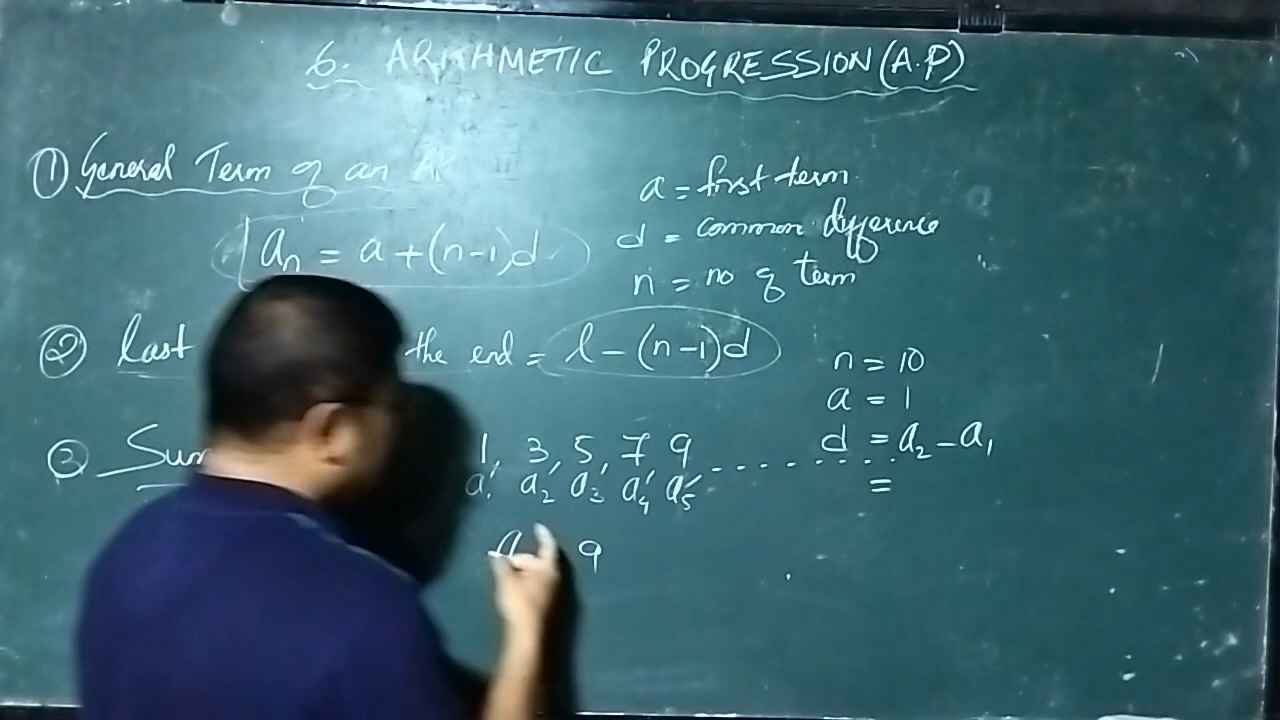 6. ARITHMETIC PROGRESSION (A.P)
① General Term of an A
an = a + (n-1)d
a = first term
d = common difference
n = no of term
② Last the end = l - (n-1)d
n = 10
a = 1
d = a2 - a1
=
③ Sum
1, 3, 5, 7, 9 ........
a1, a2, a3, a4, a5
9